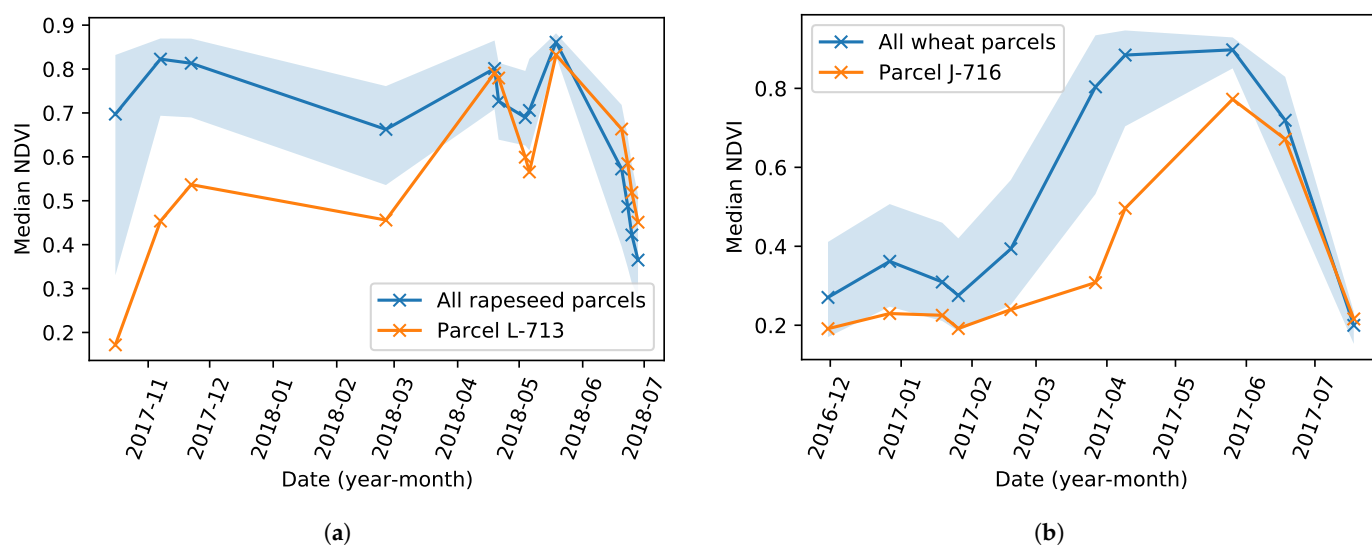 0.9
0.8
0.7
0.6
0.5
0.4
0.3
0.2
Median NDVI
All rapeseed parcels
Parcel L-713
2017-11
2017-12
2018-01
2018-02
2018-03
2018-04
2018-05
2018-06
2018-07
Date (year-month)
(a)
All wheat parcels
Parcel J-716
0.8
0.6
0.4
0.2
Median NDVI
2016-12
2017-01
2017-02
2017-03
2017-04
2017-05
2017-06
2017-07
Date (year-month)
(b)